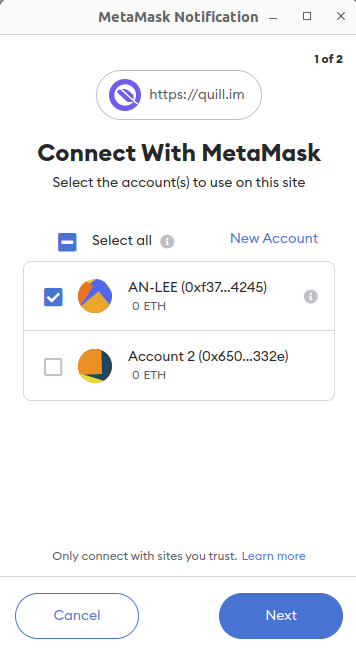 MetaMask Notification
1 of 2
https://quill.im
Connect With MetaMask
Select the account(s) to use on this site
Select all
New Account
AN-LEE (0xf37...4245)
0 ETH
Account 2 (0x650...332e)
0 ETH
Only connect with sites you trust. Learn more
Cancel
Next